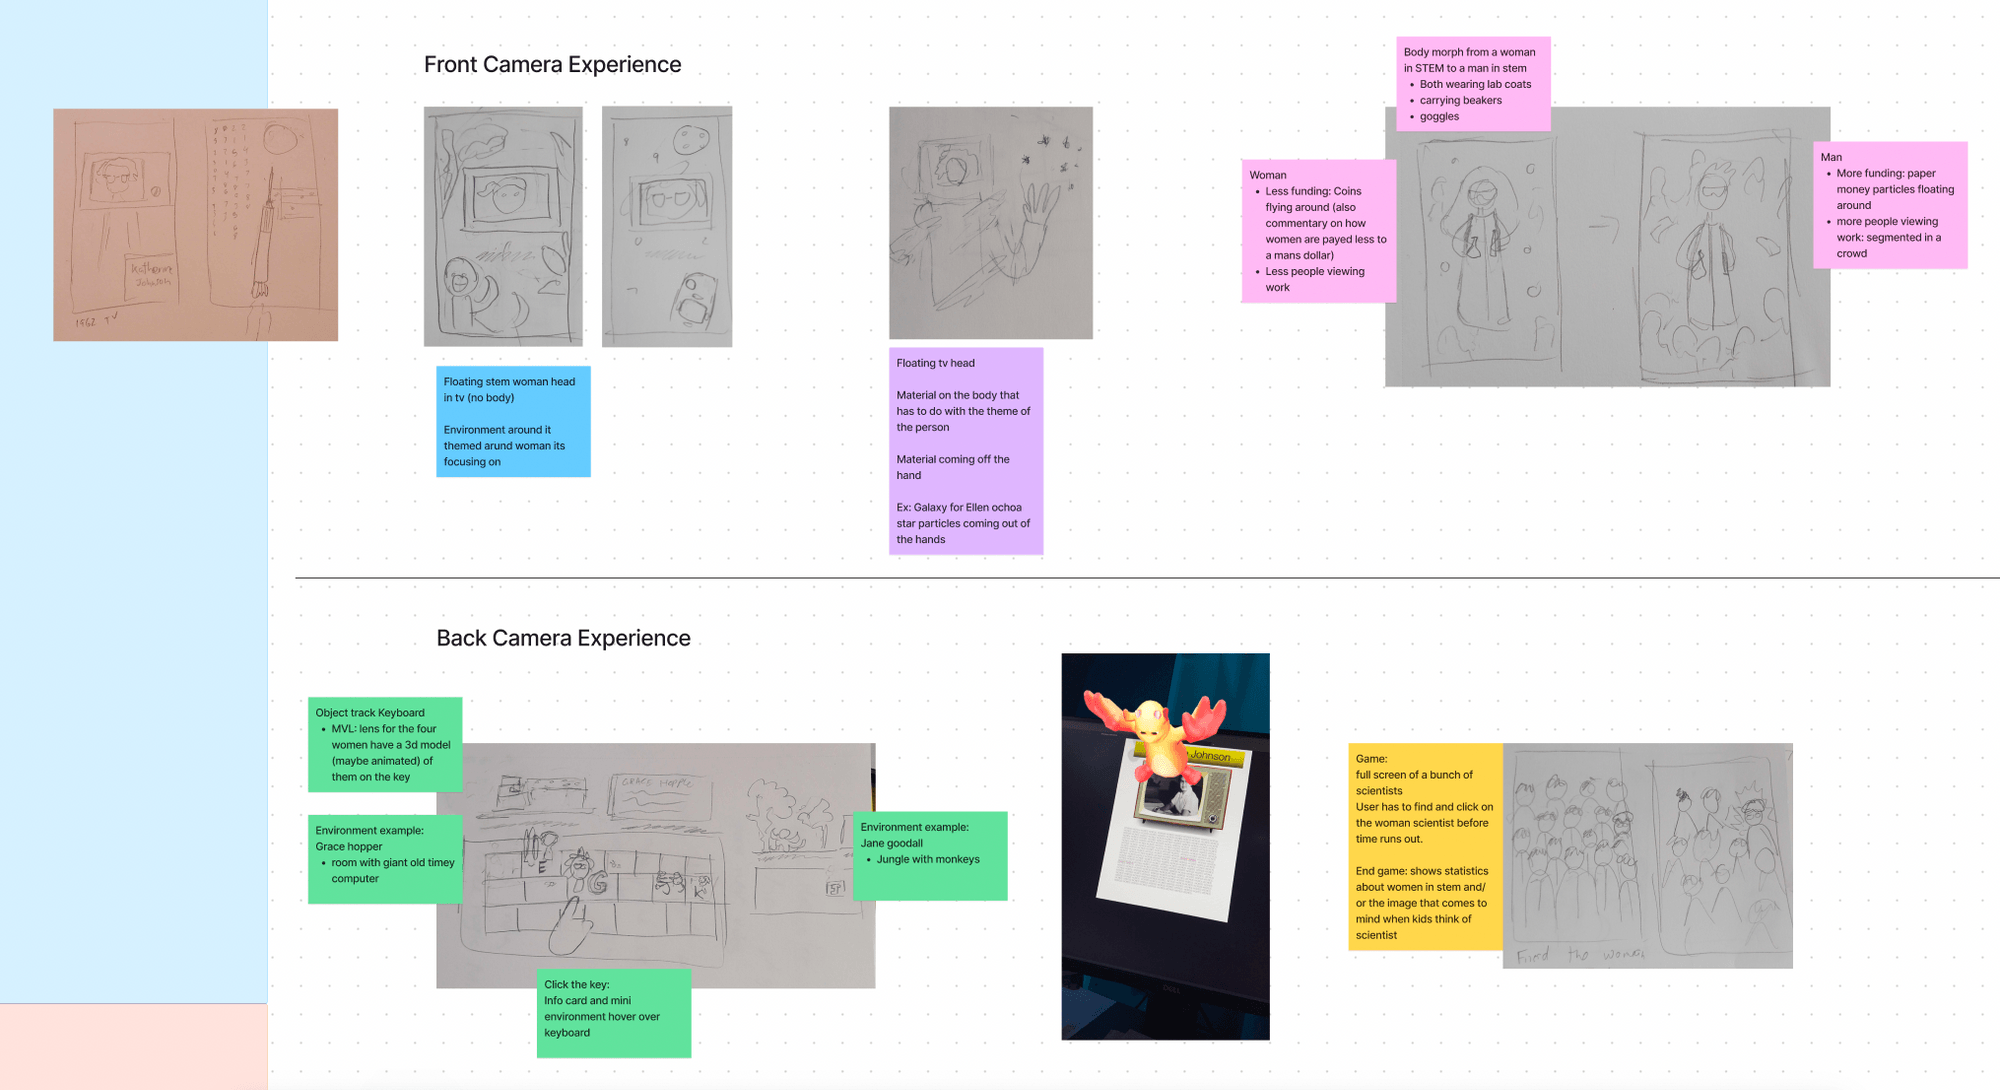 Front Camera Experience
Katherine
Johnson
1962 TV
Floating stem woman head
in tv (no body)
Environment around it
themed arund woman its
focusing on
Floating tv head
Material on the body that
has to do with the theme of
the person
Material coming off the
hand
Ex: Galaxy for Ellen ochoa
star particles coming out of
the hands
Body morph from a woman
in STEM to a man in stem
• Both wearing lab coats
• carrying beakers
• goggles
Woman
• Less funding: Coins
flying around (also
commentary on how
women are payed less to
a mans dollar)
• Less people viewing
work
Man
• More funding: paper
money particles floating
around
• more people viewing
work: segmented in a
crowd
Back Camera Experience
Object track Keyboard
• MVL: lens for the four
women have a 3d model
(maybe animated) of
them on the key
Environment example:
Grace hopper
• room with giant old timey
computer
GRACE HOPPER
E
G
K
Environment example:
Jane goodall
• Jungle with monkeys
Click the key:
Info card and mini
environment hover over
keyboard
Johnson
DELL
Game:
full screen of a bunch of
scientists
User has to find and click on
the woman scientist before
time runs out.
End game: shows statistics
about women in stem and/
or the image that comes to
mind when kids think of
scientist
Find the woman